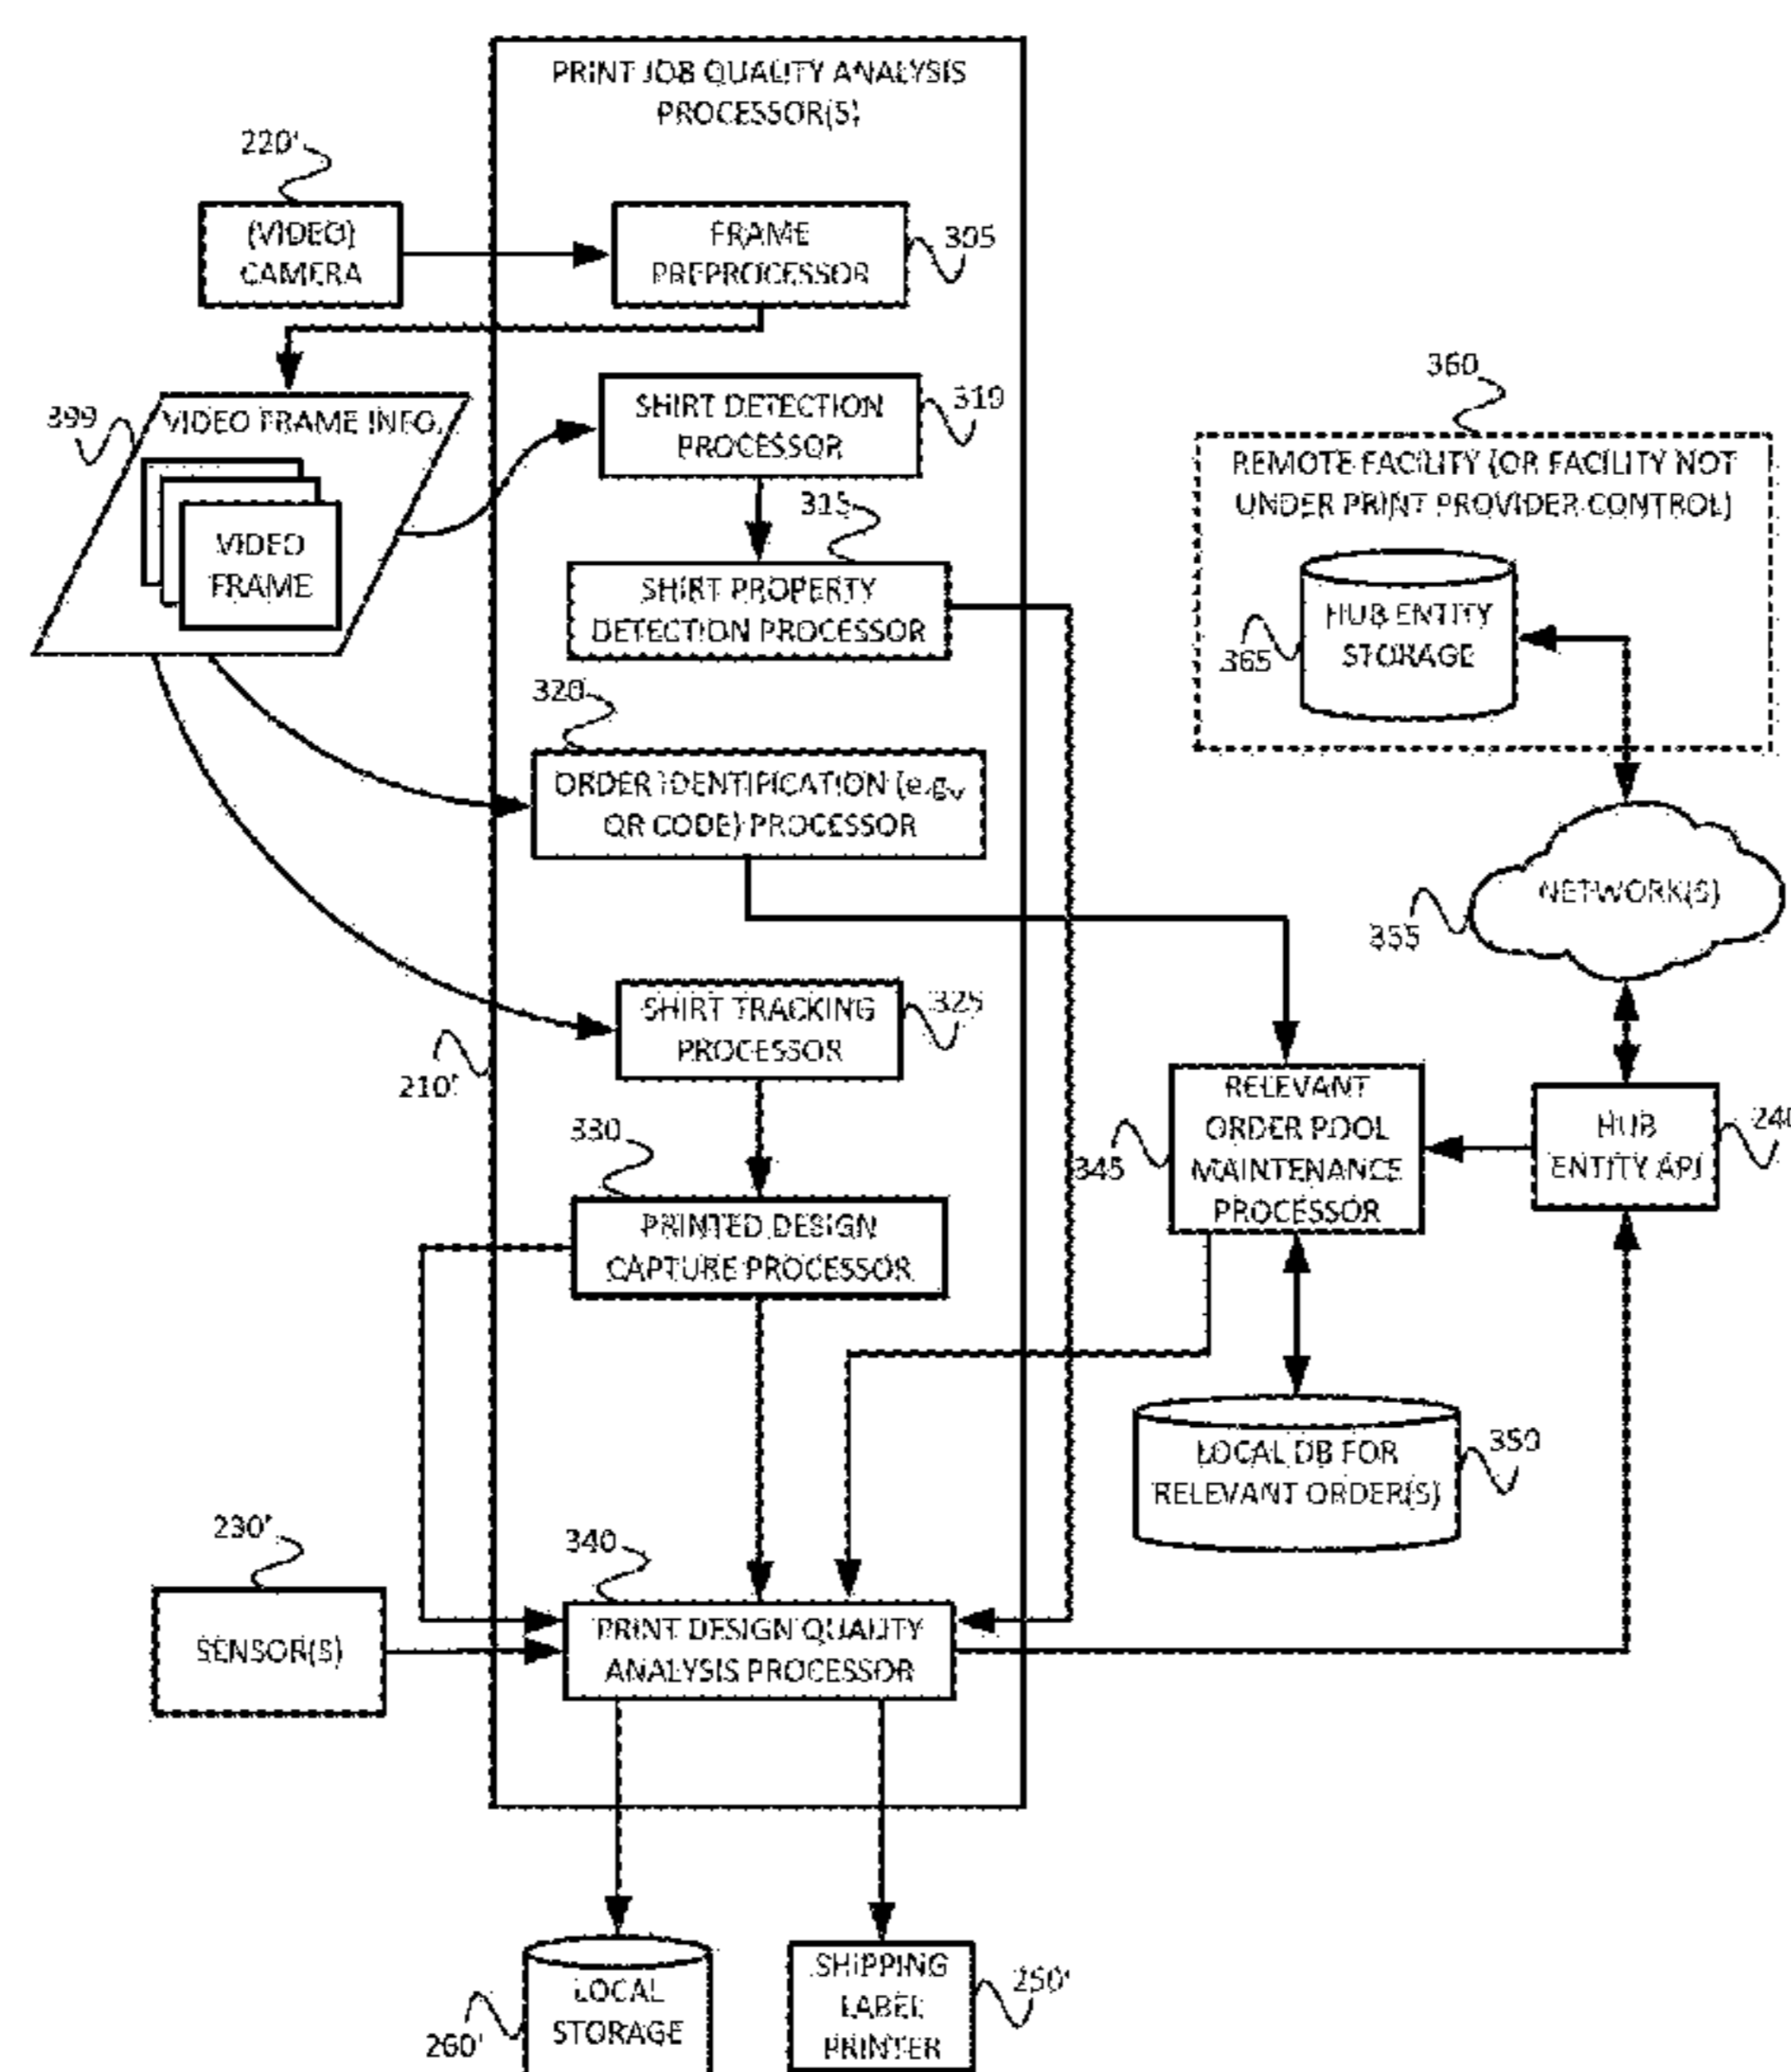 PRINT JOB QUALITY ANALYSIS
PROCESSOR(S)
220'
(VIDEO)
CAMERA
FRAME
PREPROCESSOR
305
399
VIDEO FRAME INFO.
VIDEO
FRAME
SHIRT DETECTION
PROCESSOR
310
315
SHIRT PROPERTY
DETECTION PROCESSOR
360
REMOTE FACILITY (OR FACILITY NOT
UNDER PRINT PROVIDER CONTROL)
HUB ENTITY
STORAGE
365
320
ORDER IDENTIFICATION (e.g.,
QR CODE) PROCESSOR
NETWORK(S)
355
SHIRT TRACKING
PROCESSOR
325
210'
330
PRINTED DESIGN
CAPTURE PROCESSOR
RELEVANT
ORDER POOL
MAINTENANCE
PROCESSOR
345
HUB
ENTITY API
240
LOCAL DB FOR
RELEVANT ORDER(S)
350
230'
SENSOR(S)
340
PRINT DESIGN QUALITY
ANALYSIS PROCESSOR
LOCAL
STORAGE
260'
SHIPPING
LABEL
PRINTER
250'